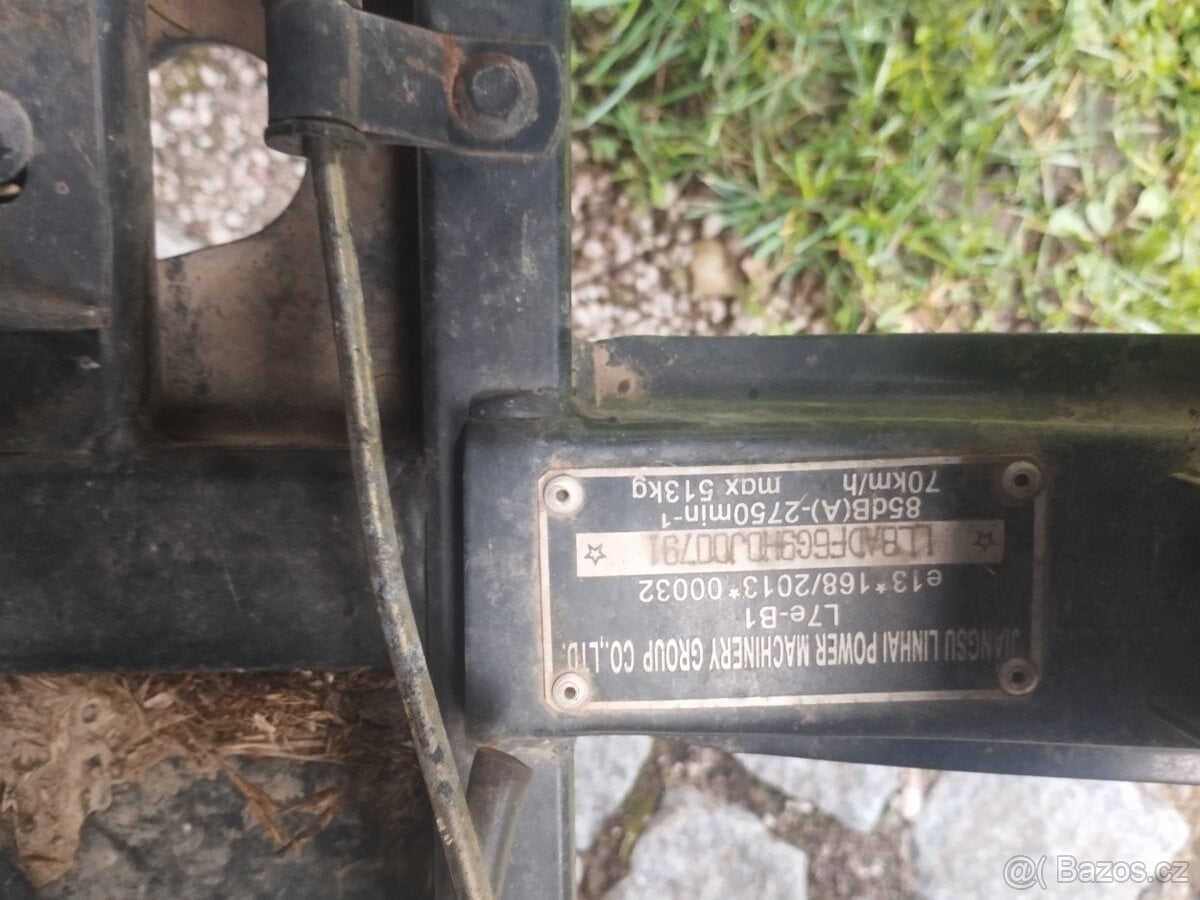 JIANGSU LINHAI POWER MACHINERY GROUP CO.,LTD.
L7e-B1
e13*168/2013*00032
☆ LL8ADF6G9H0J00791 ☆
85dB(A)-2750min⁻¹
70km/h max 513kg
@( Bazos.cz